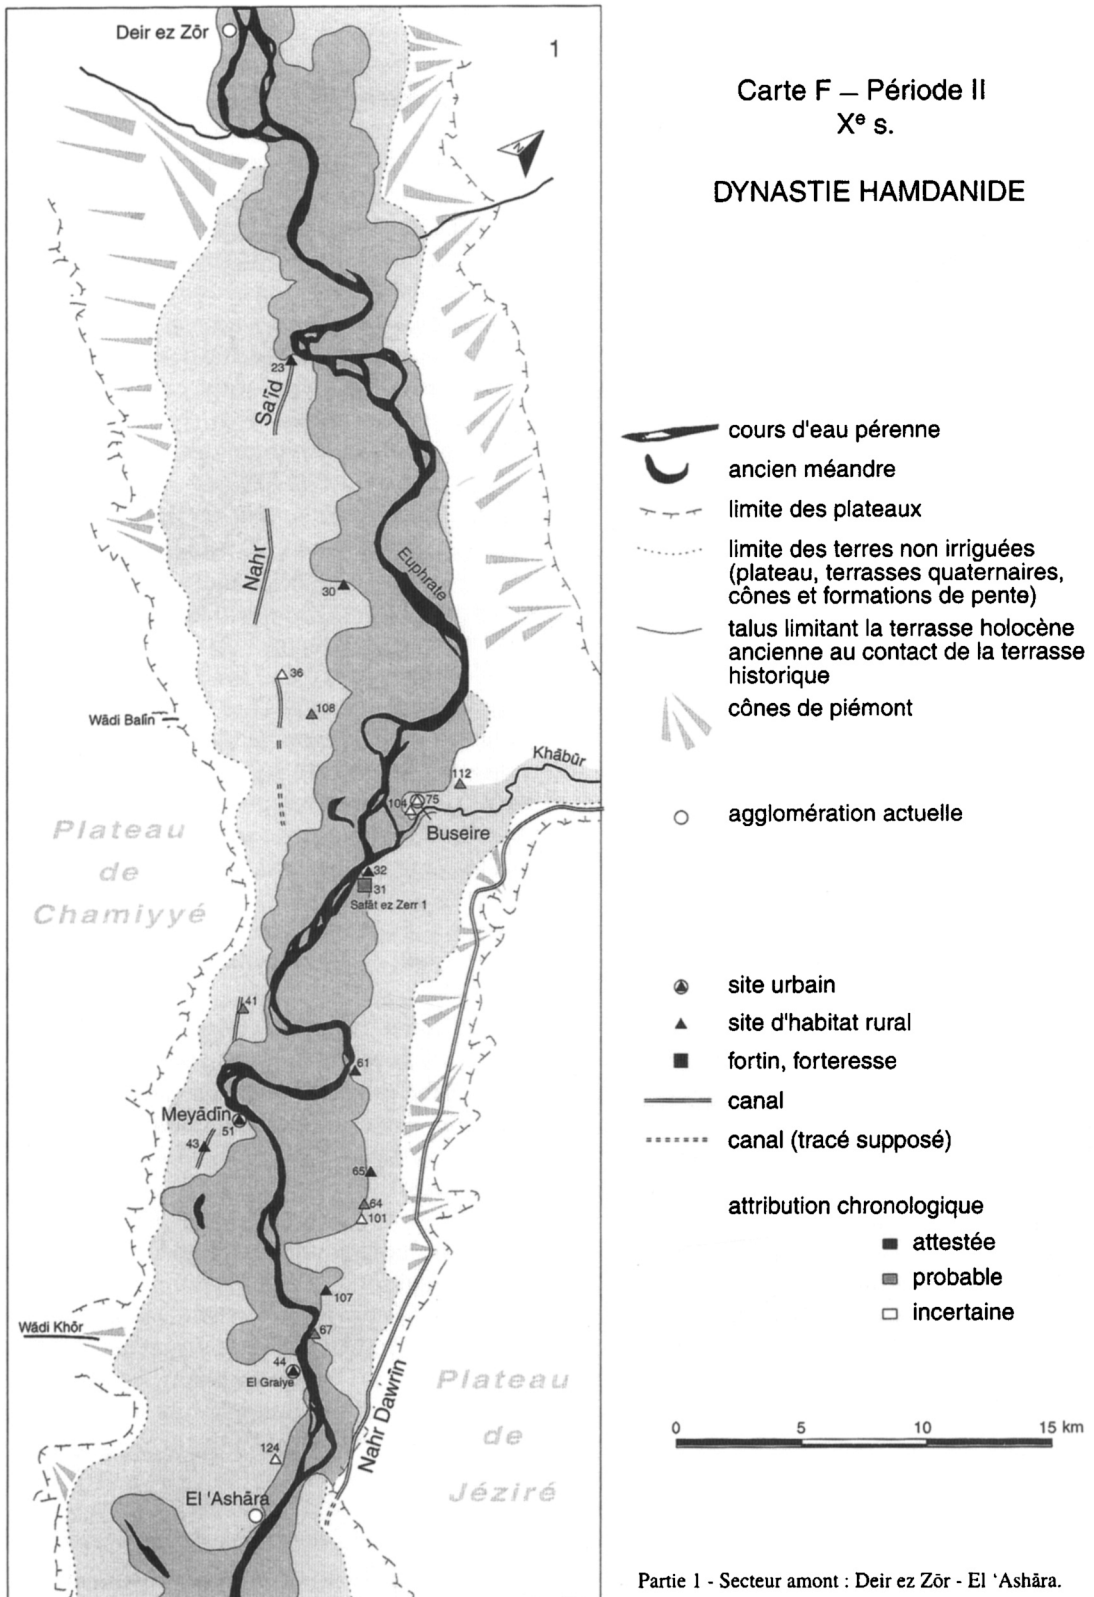 Deir ez Zōr
1
N
23
Sa'īd
Nahr
Euphrate
30
36
108
Wādi Balīn
Khābūr
112
104
75
Buseire
32
31
Safāt ez Zerr 1
Plateau
de
Chamiyyé
41
61
Meyādīn
51
43
65
64
101
107
67
Wādi Khōr
44
El Graiye
Nahr Dawrīn
Plateau
de
Jéziré
124
El 'Ashāra
Carte F – Période II
Xe s.
DYNASTIE HAMDANIDE
cours d'eau pérenne
ancien méandre
limite des plateaux
limite des terres non irriguées
(plateau, terrasses quaternaires,
cônes et formations de pente)
talus limitant la terrasse holocène
ancienne au contact de la terrasse
historique
cônes de piémont
agglomération actuelle
site urbain
site d'habitat rural
fortin, forteresse
canal
canal (tracé supposé)
attribution chronologique
attestée
probable
incertaine
0 5 10 15 km
Partie 1 - Secteur amont : Deir ez Zōr - El 'Ashāra.